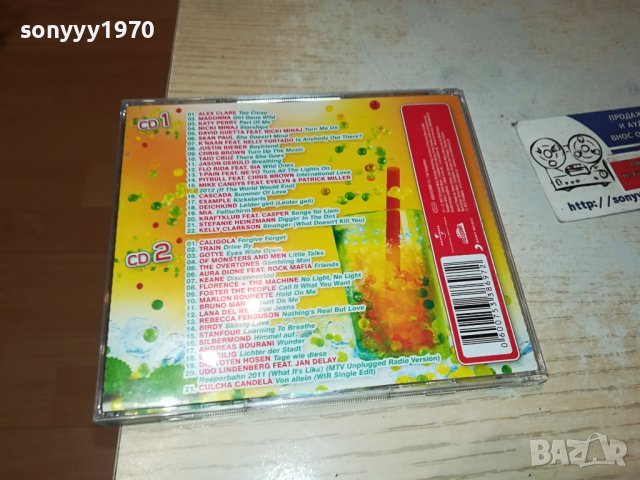 sonyyy1970
CD 1
01. ALEX CLARE Too Close
02. MADONNA Girl Gone Wild
03. KATY PERRY Part Of Me
04. NICKI MINAJ Starships
05. DAVID GUETTA FEAT. NICKI MINAJ Turn Me On
06. SEAN PAUL She Doesn't Mind
07. K'NAAN FEAT. NELLY FURTADO Is Anybody Out There?
08. JUSTIN BIEBER Boyfriend
09. CHRIS BROWN Turn Up The Music
10. TAIO CRUZ There She Goes
11. JASON DERULO Breathing
12. FLO RIDA FEAT. SIA Wild Ones
13. T-PAIN FEAT. NE-YO Turn All The Lights On
14. PITBULL FEAT. CHRIS BROWN International Love
15. MIKE CANDYS FEAT. EVELYN & PATRICK MILLER
2012 (If The World Would End)
16. CASCADA Summer Of Love
17. EXAMPLE Kickstarts
18. DEICHKIND Leider geil (Leider geil)
19. MIA. Fallschirm
20. KRAFTKLUB FEAT. CASPER Songs für Liam
21. STEFANIE HEINZMANN Diggin' In The Dirt
22. KELLY CLARKSON Stronger (What Doesn't Kill You)
CD 2
01. CALIGOLA Forgive Forget
02. TRAIN Drive By
03. GOTYE Eyes Wide Open
04. OF MONSTERS AND MEN Little Talks
05. THE OVERTONES Gambling Man
06. AURA DIONE FEAT. ROCK MAFIA Friends
07. KEANE Disconnected
08. FLORENCE + THE MACHINE No Light, No Light
09. FOSTER THE PEOPLE Call It What You Want
10. MARLON ROUDETTE Hold On Me
11. BRUNO MARS Count On Me
12. LANA DEL REY Blue Jeans
13. REBECCA FERGUSON Nothing's Real But Love
14. BIRDY Skinny Love
15. STANFOUR Learning To Breathe
16. SILBERMOND Himmel auf
17. ANDREAS BOURANI Wunder
Lichter der Stadt
DIE TOTEN HOSEN Tage wie diese
20. UDO LINDENBERG FEAT. JAN DELAY
Reeperbahn 2011 (What It's Like) (MTV Unplugged Radio Version)
21. CULCHA CANDELA Von allein (WIR Single Edit)
ПРОДАЖ
И АУД
ВНОС
http://sony
BAZAR
bazar.bg